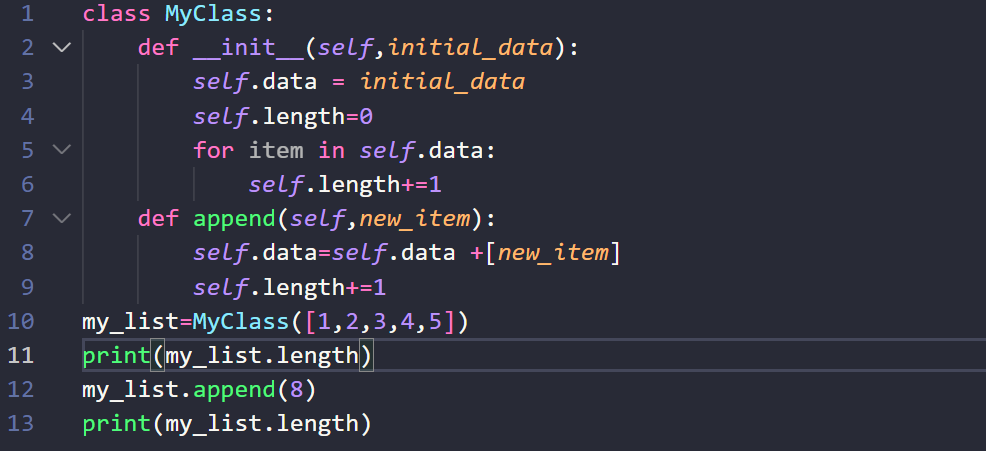 1 class MyClass:
2     def __init__(self,initial_data):
3         self.data = initial_data
4         self.length=0
5         for item in self.data:
6             self.length+=1
7     def append(self,new_item):
8         self.data=self.data +[new_item]
9         self.length+=1
10 my_list=MyClass([1,2,3,4,5])
11 print(my_list.length)
12 my_list.append(8)
13 print(my_list.length)